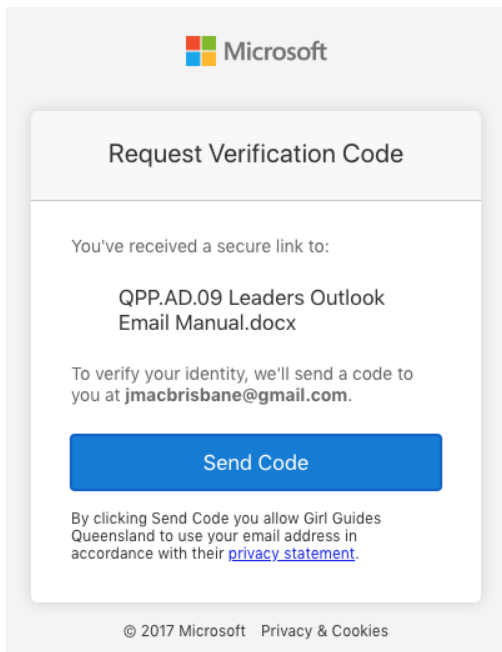 Microsoft
Request Verification Code
You've received a secure link to:
QPP.AD.09 Leaders Outlook
Email Manual.docx
To verify your identity, we'll send a code to
you at jmacbrisbane@gmail.com.
Send Code
By clicking Send Code you allow Girl Guides
Queensland to use your email address in
accordance with their privacy statement.
© 2017 Microsoft Privacy & Cookies